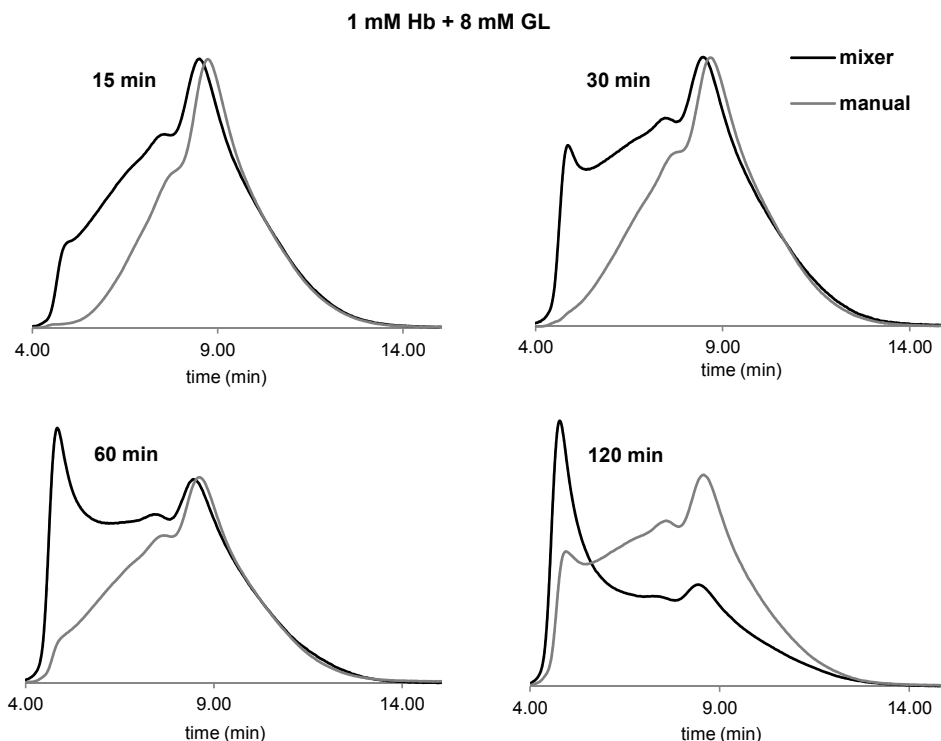 1 mM Hb + 8 mM GL
15 min
4.00 9.00 14.00
time (min)
30 min
mixer
manual
4.00 9.00 14.00
time (min)
60 min
4.00 9.00 14.00
time (min)
120 min
4.00 9.00 14.00
time (min)